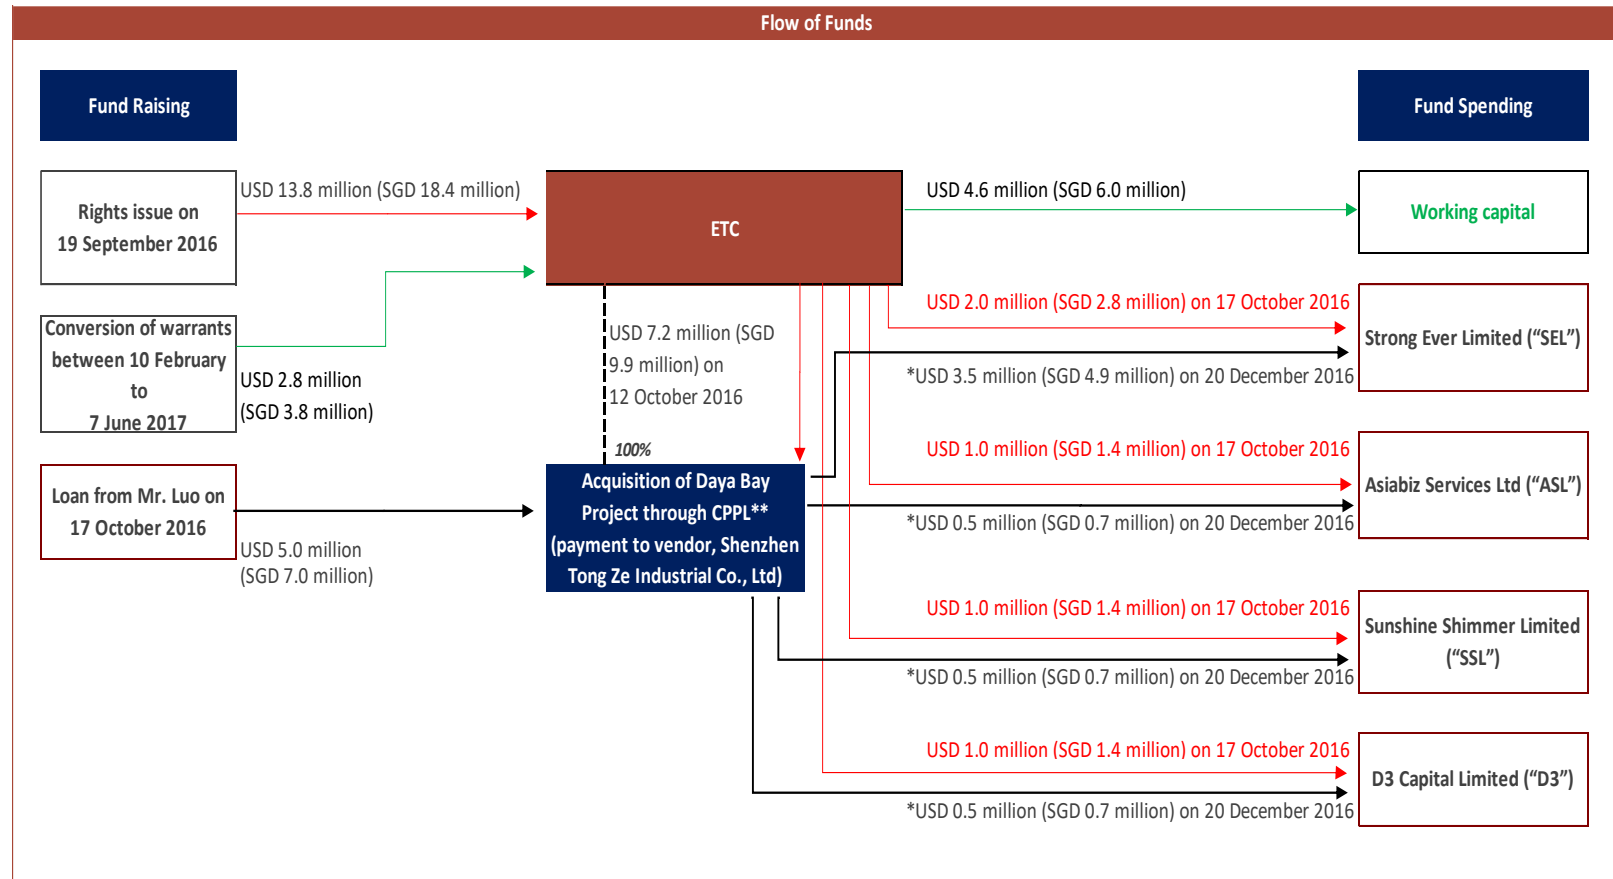 Flow of Funds
Fund Raising
Fund Spending
Rights issue on
19 September 2016
USD 13.8 million (SGD 18.4 million)
ETC
USD 4.6 million (SGD 6.0 million)
Working capital
Conversion of warrants
between 10 February
to
7 June 2017
USD 2.8 million
(SGD 3.8 million)
USD 7.2 million (SGD
9.9 million) on
12 October 2016
100%
USD 2.0 million (SGD 2.8 million) on 17 October 2016
*USD 3.5 million (SGD 4.9 million) on 20 December 2016
Strong Ever Limited (“SEL”)
Loan from Mr. Luo on
17 October 2016
USD 5.0 million
(SGD 7.0 million)
Acquisition of Daya Bay
Project through CPPL**
(payment to vendor, Shenzhen
Tong Ze Industrial Co., Ltd)
USD 1.0 million (SGD 1.4 million) on 17 October 2016
*USD 0.5 million (SGD 0.7 million) on 20 December 2016
Asiabiz Services Ltd (“ASL”)
USD 1.0 million (SGD 1.4 million) on 17 October 2016
*USD 0.5 million (SGD 0.7 million) on 20 December 2016
Sunshine Shimmer Limited
(“SSL”)
USD 1.0 million (SGD 1.4 million) on 17 October 2016
*USD 0.5 million (SGD 0.7 million) on 20 December 2016
D3 Capital Limited (“D3”)